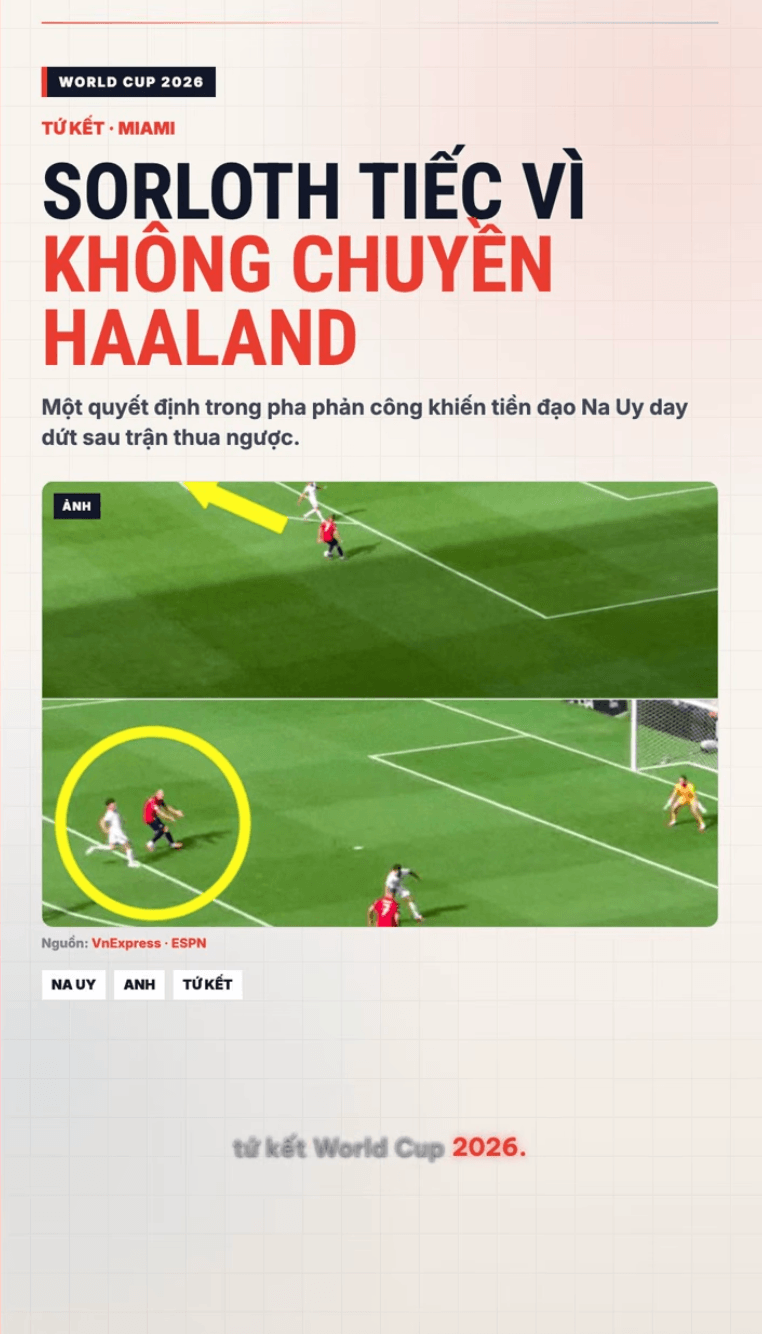 WORLD CUP 2026
TỨ KẾT · MIAMI
SORLOTH TIẾC VÌ
KHÔNG CHUYỀN
HAALAND
Một quyết định trong pha phản công khiến tiền đạo Na Uy day
dứt sau trận thua ngược.
ẢNH
7
Nguồn: VnExpress · ESPN
NA UY
ANH
TỨ KẾT
tứ kết World Cup 2026.